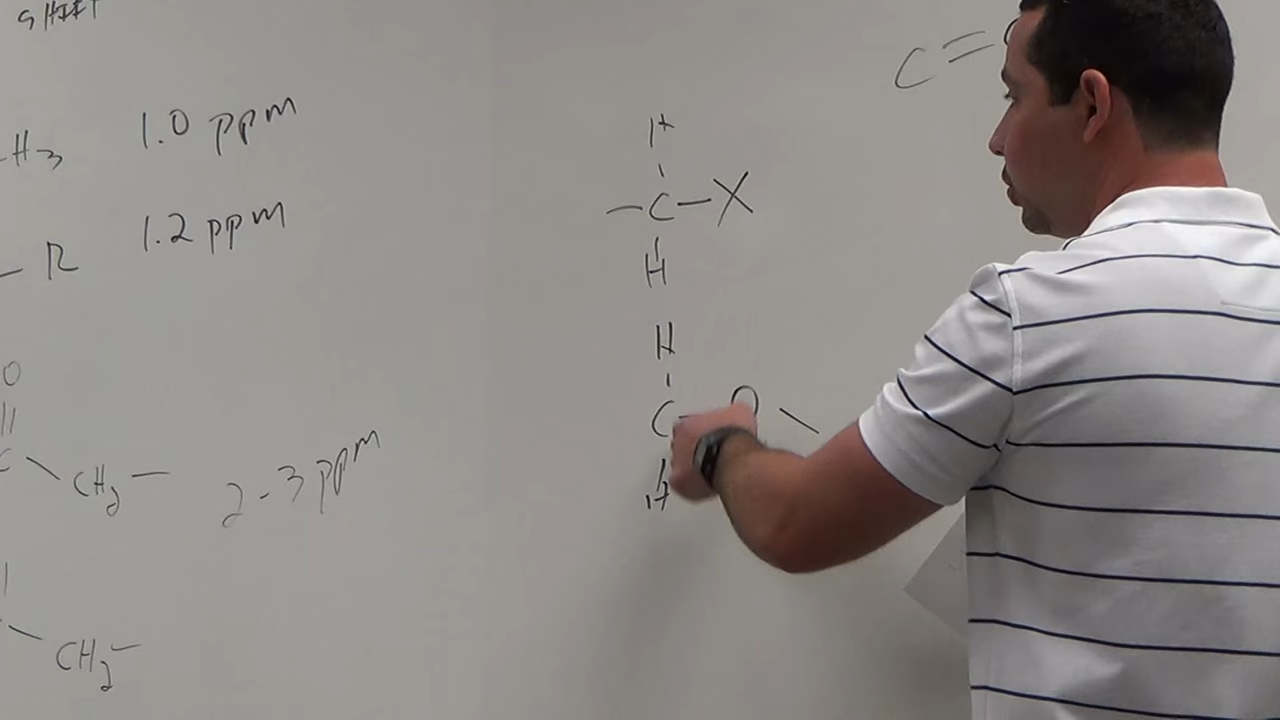 SHIFT
-H3 1.0 ppm
- R 1.2 ppm
O
||
C \ CH2 - 2-3 ppm
\ CH2 -
C =
H
- C - X
H
H
C - O \
H